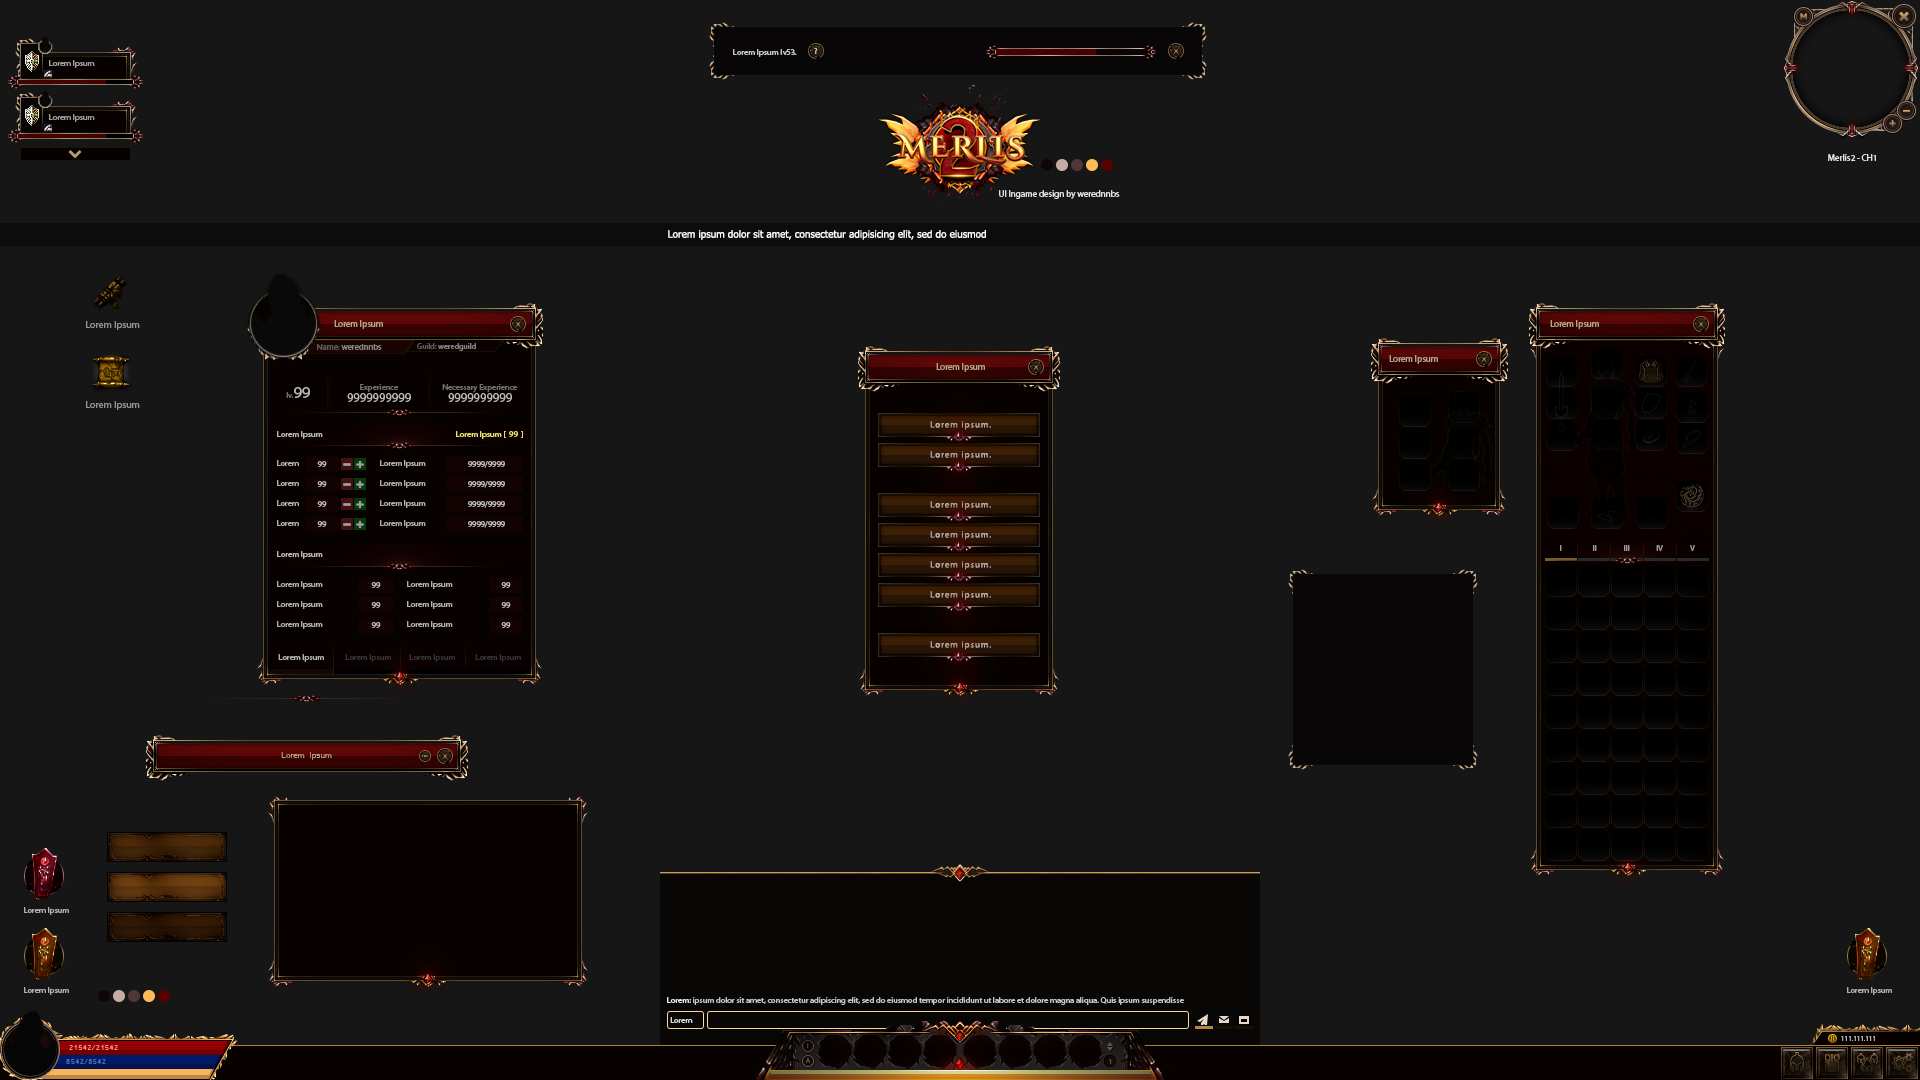 Lorem Ipsum
Lorem Ipsum
Lorem Ipsum lv53.
?
M
Merlis2 - CH1
MERLIS
2
UI Ingame design by werednnbs
Lorem ipsum dolor sit amet, consectetur adipisicing elit, sed do eiusmod
Lorem Ipsum
Lorem Ipsum
Lorem Ipsum
Name: werednnbs
Guild: weredguild
lv.99
Experience
9999999999
Necessary Experience
9999999999
Lorem Ipsum
Lorem Ipsum [ 99 ]
Lorem 99 Lorem Ipsum 9999/9999
Lorem 99 Lorem Ipsum 9999/9999
Lorem 99 Lorem Ipsum 9999/9999
Lorem 99 Lorem Ipsum 9999/9999
Lorem Ipsum
Lorem Ipsum 99 Lorem Ipsum 99
Lorem Ipsum 99 Lorem Ipsum 99
Lorem Ipsum 99 Lorem Ipsum 99
Lorem Ipsum Lorem Ipsum Lorem Ipsum Lorem Ipsum
Lorem Ipsum
Lorem ipsum.
Lorem ipsum.
Lorem ipsum.
Lorem ipsum.
Lorem ipsum.
Lorem ipsum.
Lorem ipsum.
Lorem Ipsum
Lorem Ipsum
I II III IV V
Lorem Ipsum
Lorem Ipsum
Lorem Ipsum
Lorem: ipsum dolor sit amet, consectetur adipiscing elit, sed do eiusmod tempor incididunt ut labore et dolore magna aliqua. Quis ipsum suspendisse
Lorem
Lorem Ipsum
21542/21542
8542/8542
A
1
111.111.111